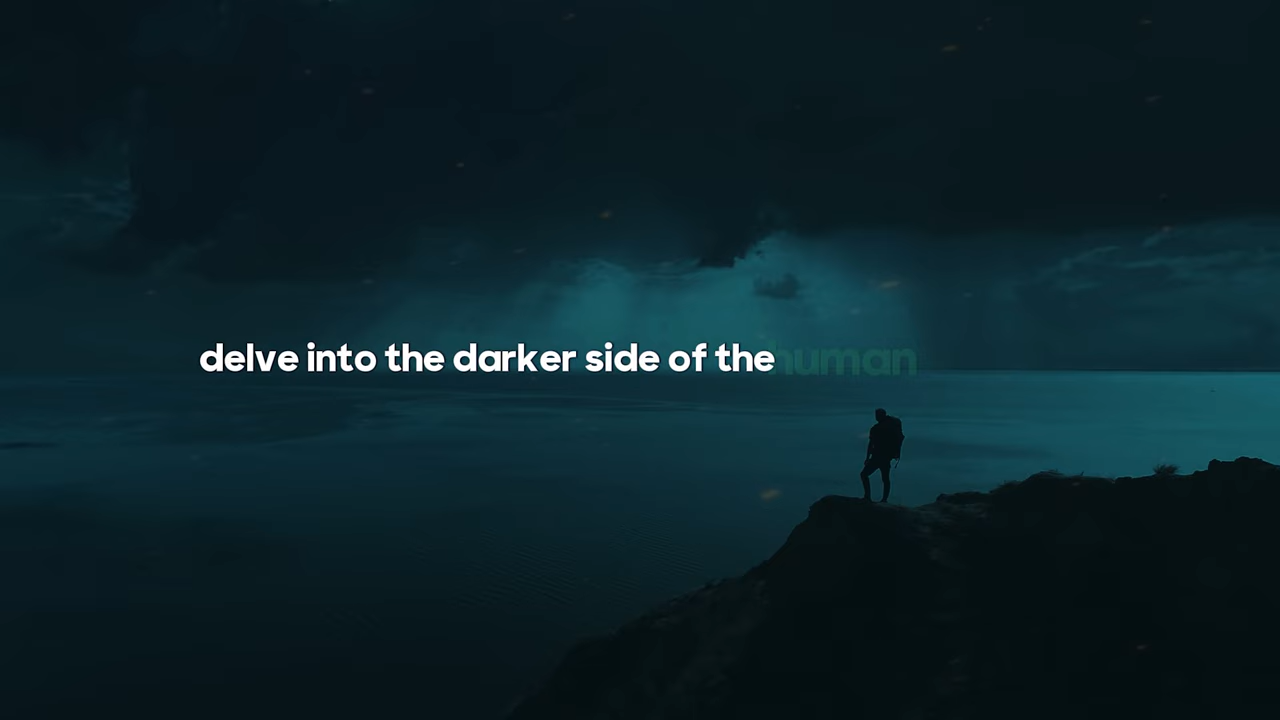 delve into the darker side of the human